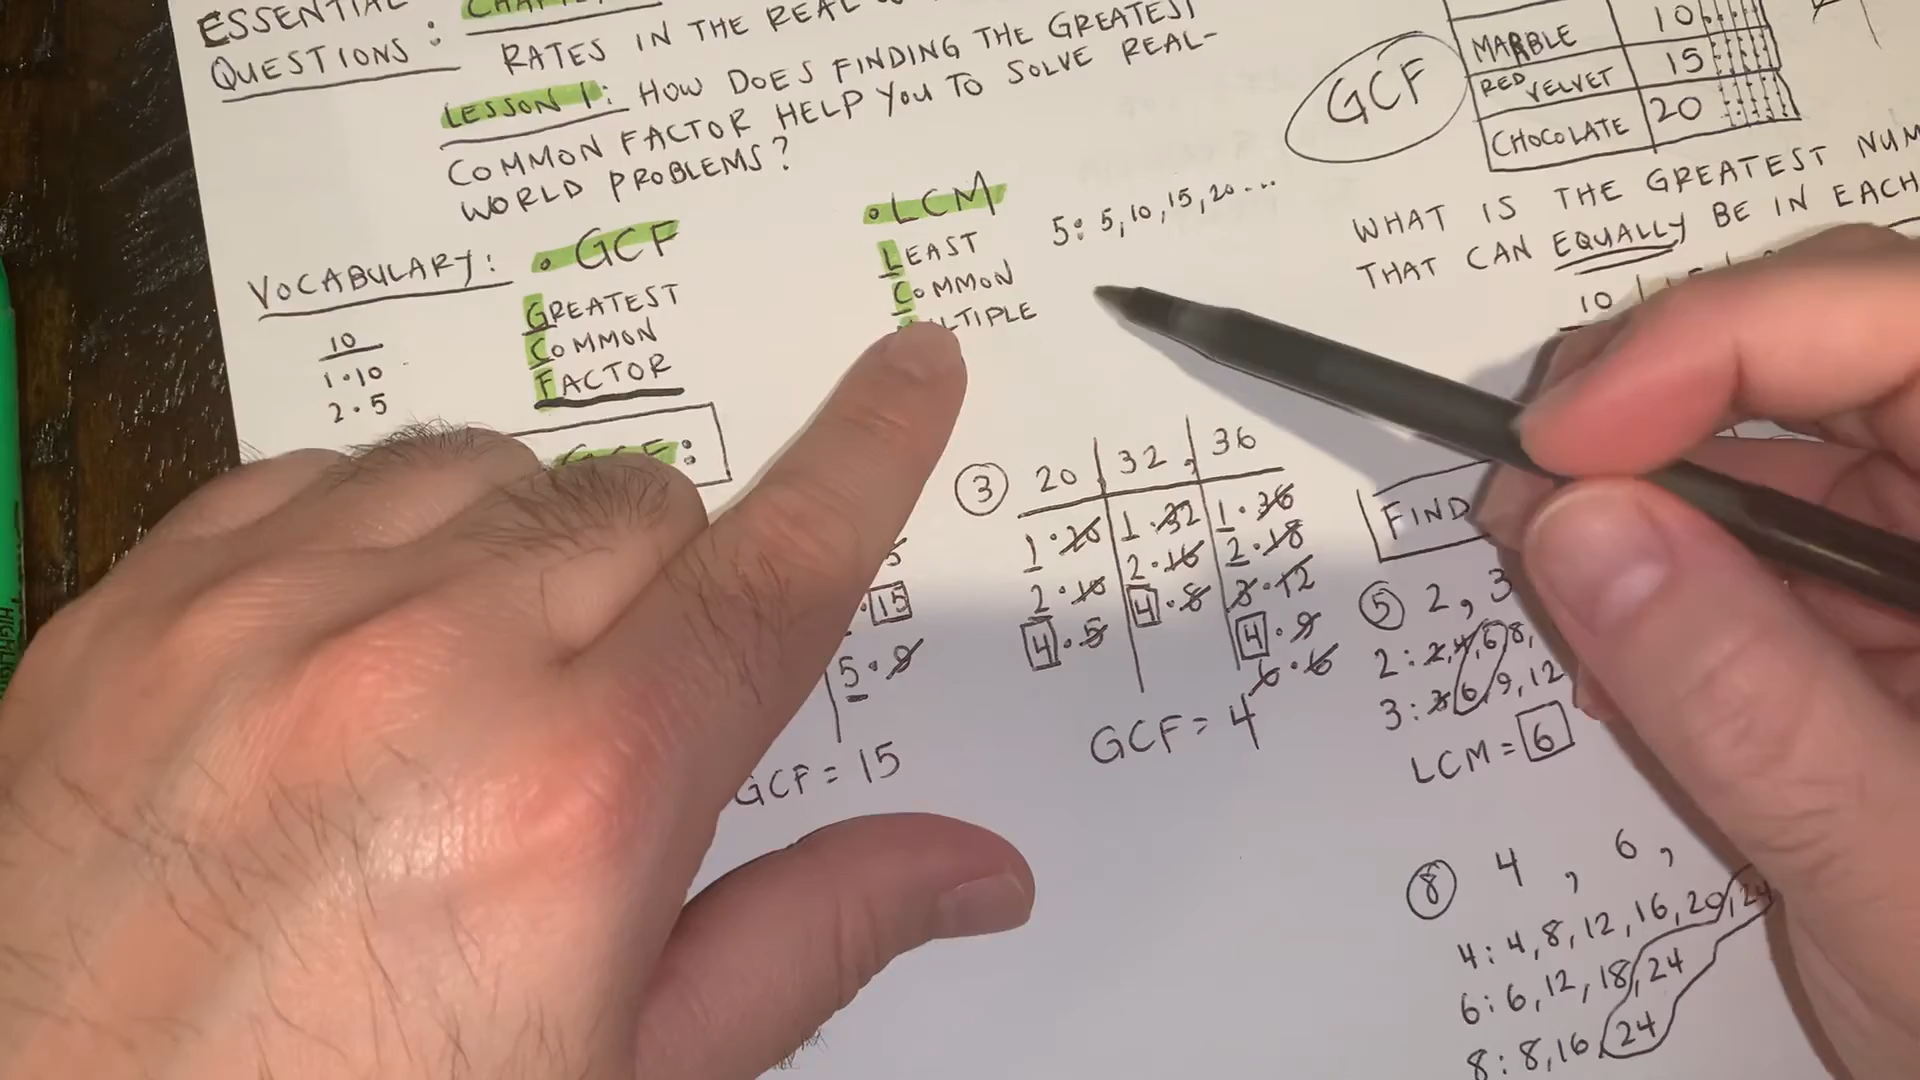 ESSENTIAL
QUESTIONS:
RATES IN THE REAL
LESSON 1: HOW DOES FINDING THE GREATEST
COMMON FACTOR HELP YOU TO SOLVE REAL-
WORLD PROBLEMS?
VOCABULARY:
• GCF
GREATEST
COMMON
FACTOR
10
1·10
2·5
• LCM
LEAST
COMMON
LTIPLE
5: 5, 10, 15, 20...
GCF
10
MARBLE
15
RED VELVET
20
CHOCOLATE
WHAT IS THE GREATEST
THAT CAN EQUALLY BE IN EACH
10
GCF:
15
5·9
GCF = 15
③ 20 | 32 | 36
1·20 1·32 1·36
2·10 2·16 2·18
4·5 4·8 3·12
4·9
6·6
GCF = 4
FIND
⑤ 2, 3
2: 2, 4, 6, 8,
3: 3, 6, 9, 12
LCM = 6
⑧ 4, 6,
4: 4, 8, 12, 16, 20, 24
6: 6, 12, 18, 24
8: 8, 16, 24